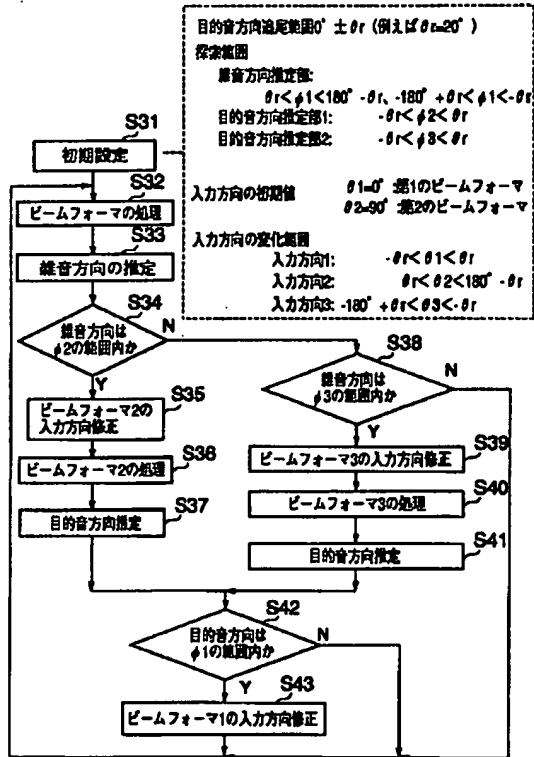 目的音方向追尾範囲0° ± θr (例えばθr=20°)
探索範囲
雑音方向推定部:
θr<φ1<180° -θr、-180° +θr<φ1<-θr
目的音方向推定部1: -θr<φ2<θr
目的音方向推定部2: -θr<φ3<θr
入力方向の初期値 θ1=0° :第1のビームフォーマ
θ2=90° :第2のビームフォーマ
入力方向の変化範囲
入力方向1: -θr<θ1<θr
入力方向2: θr<θ2<180° -θr
入力方向3: -180° +θr<θ3<-θr
S31
初期設定
S32
ビームフォーマの処理
S33
雑音方向の推定
S34
雑音方向は
φ2の範囲内か
N
Y
S35
ビームフォーマ2の
入力方向修正
S36
ビームフォーマ2の処理
S37
目的音方向推定
S38
雑音方向は
φ3の範囲内か
N
Y
S39
ビームフォーマ3の入力方向修正
S40
ビームフォーマ3の処理
S41
目的音方向推定
S42
目的音方向は
φ1の範囲内か
N
Y
S43
ビームフォーマ1の入力方向修正